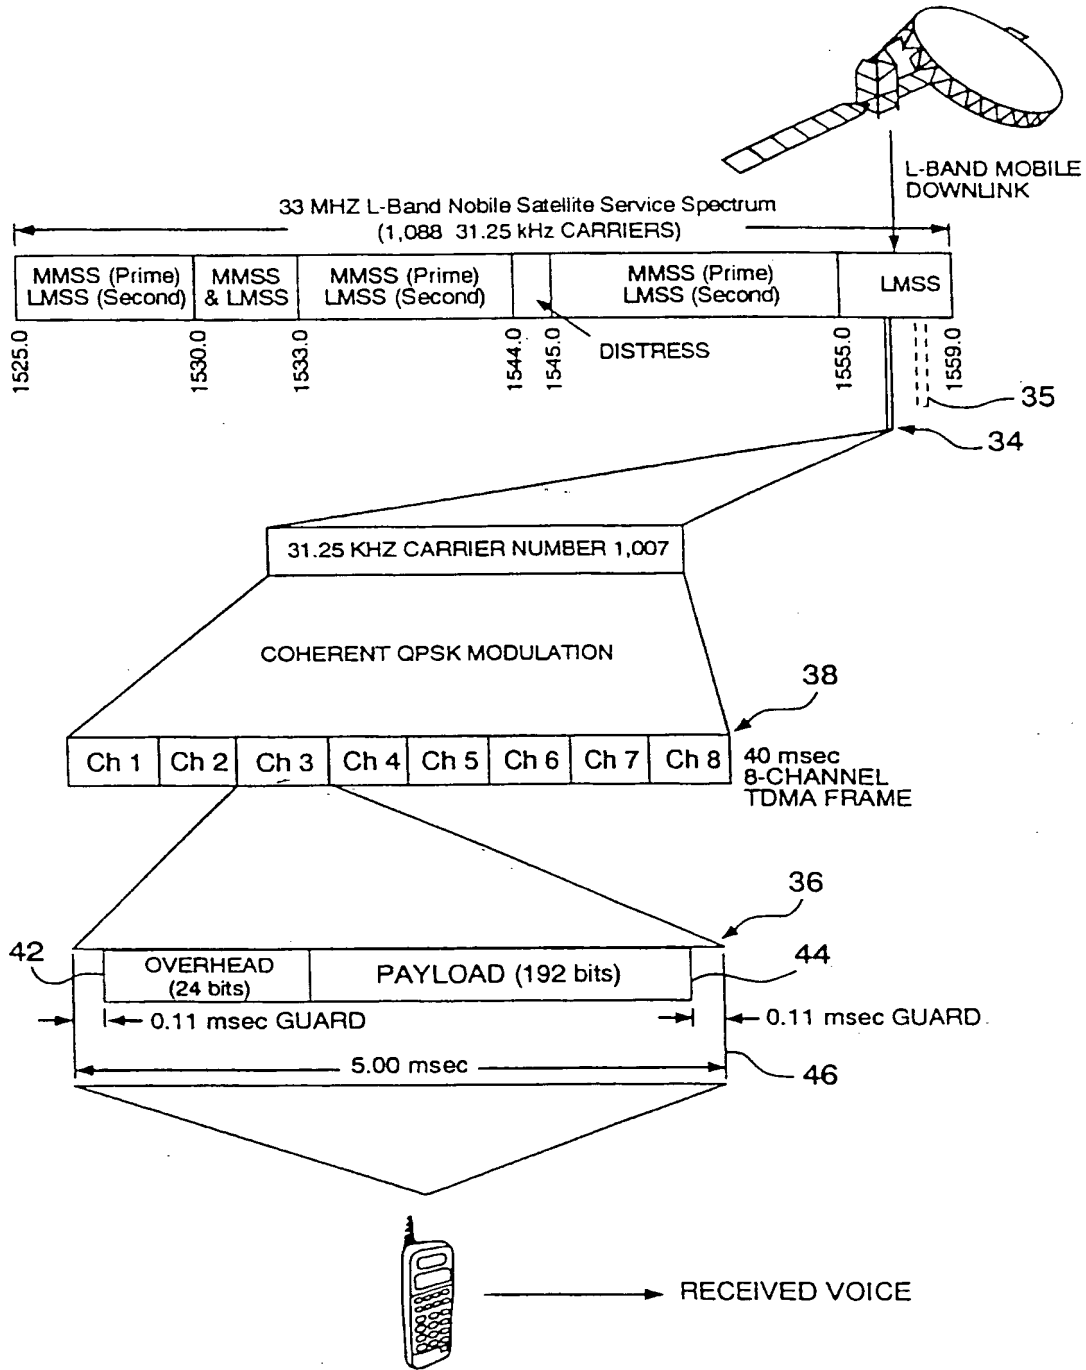 L-BAND MOBILE
DOWNLINK
33 MHZ L-Band Nobile Satellite Service Spectrum
(1,088 31.25 kHz CARRIERS)
MMSS (Prime)
LMSS (Second)
MMSS
& LMSS
MMSS (Prime)
LMSS (Second)
MMSS (Prime)
LMSS (Second)
LMSS
DISTRESS
1525.0
1530.0
1533.0
1544.0
1545.0
1555.0
1559.0
35
34
31.25 KHZ CARRIER NUMBER 1,007
COHERENT QPSK MODULATION
38
Ch 1
Ch 2
Ch 3
Ch 4
Ch 5
Ch 6
Ch 7
Ch 8
40 msec
8-CHANNEL
TDMA FRAME
36
42
OVERHEAD
(24 bits)
PAYLOAD (192 bits)
44
0.11 msec GUARD
0.11 msec GUARD
5.00 msec
46
RECEIVED VOICE